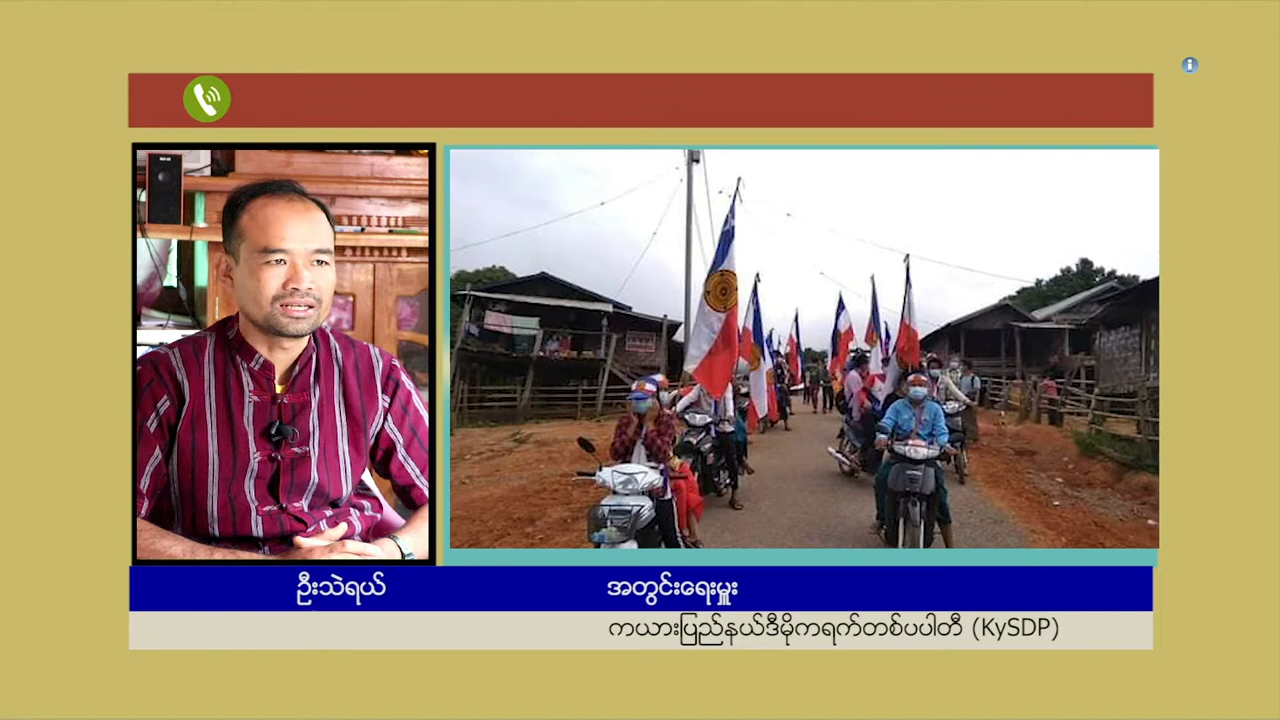 ဦးသဲရယ်
အတွင်းရေးမှူး
ကယားပြည်နယ်ဒီမိုကရက်တစ်ပါတီ (KySDP)